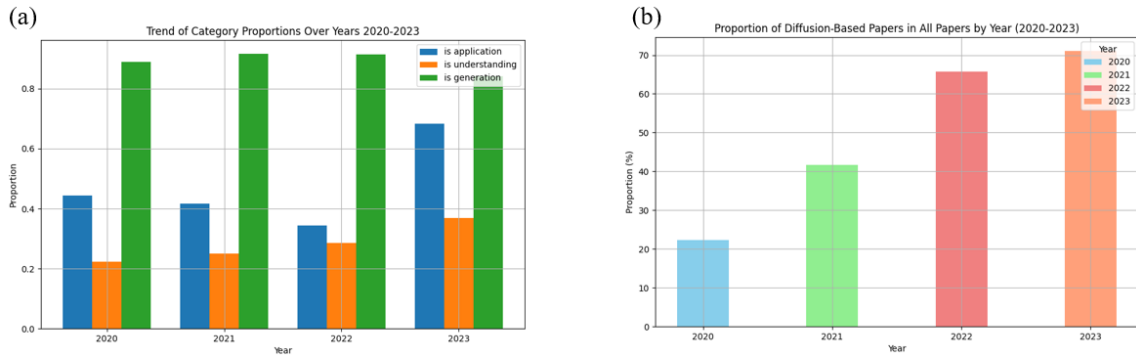 (a)
Trend of Category Proportions Over Years 2020-2023
is application
is understanding
is generation
0.8
0.6
0.4
0.2
0.0
Proportion
2020 2021 2022 2023
Year
(b)
Proportion of Diffusion-Based Papers in All Papers by Year (2020-2023)
Year
2020
2021
2022
2023
70
60
50
40
30
20
10
0
Proportion (%)
2020 2021 2022 2023
Year